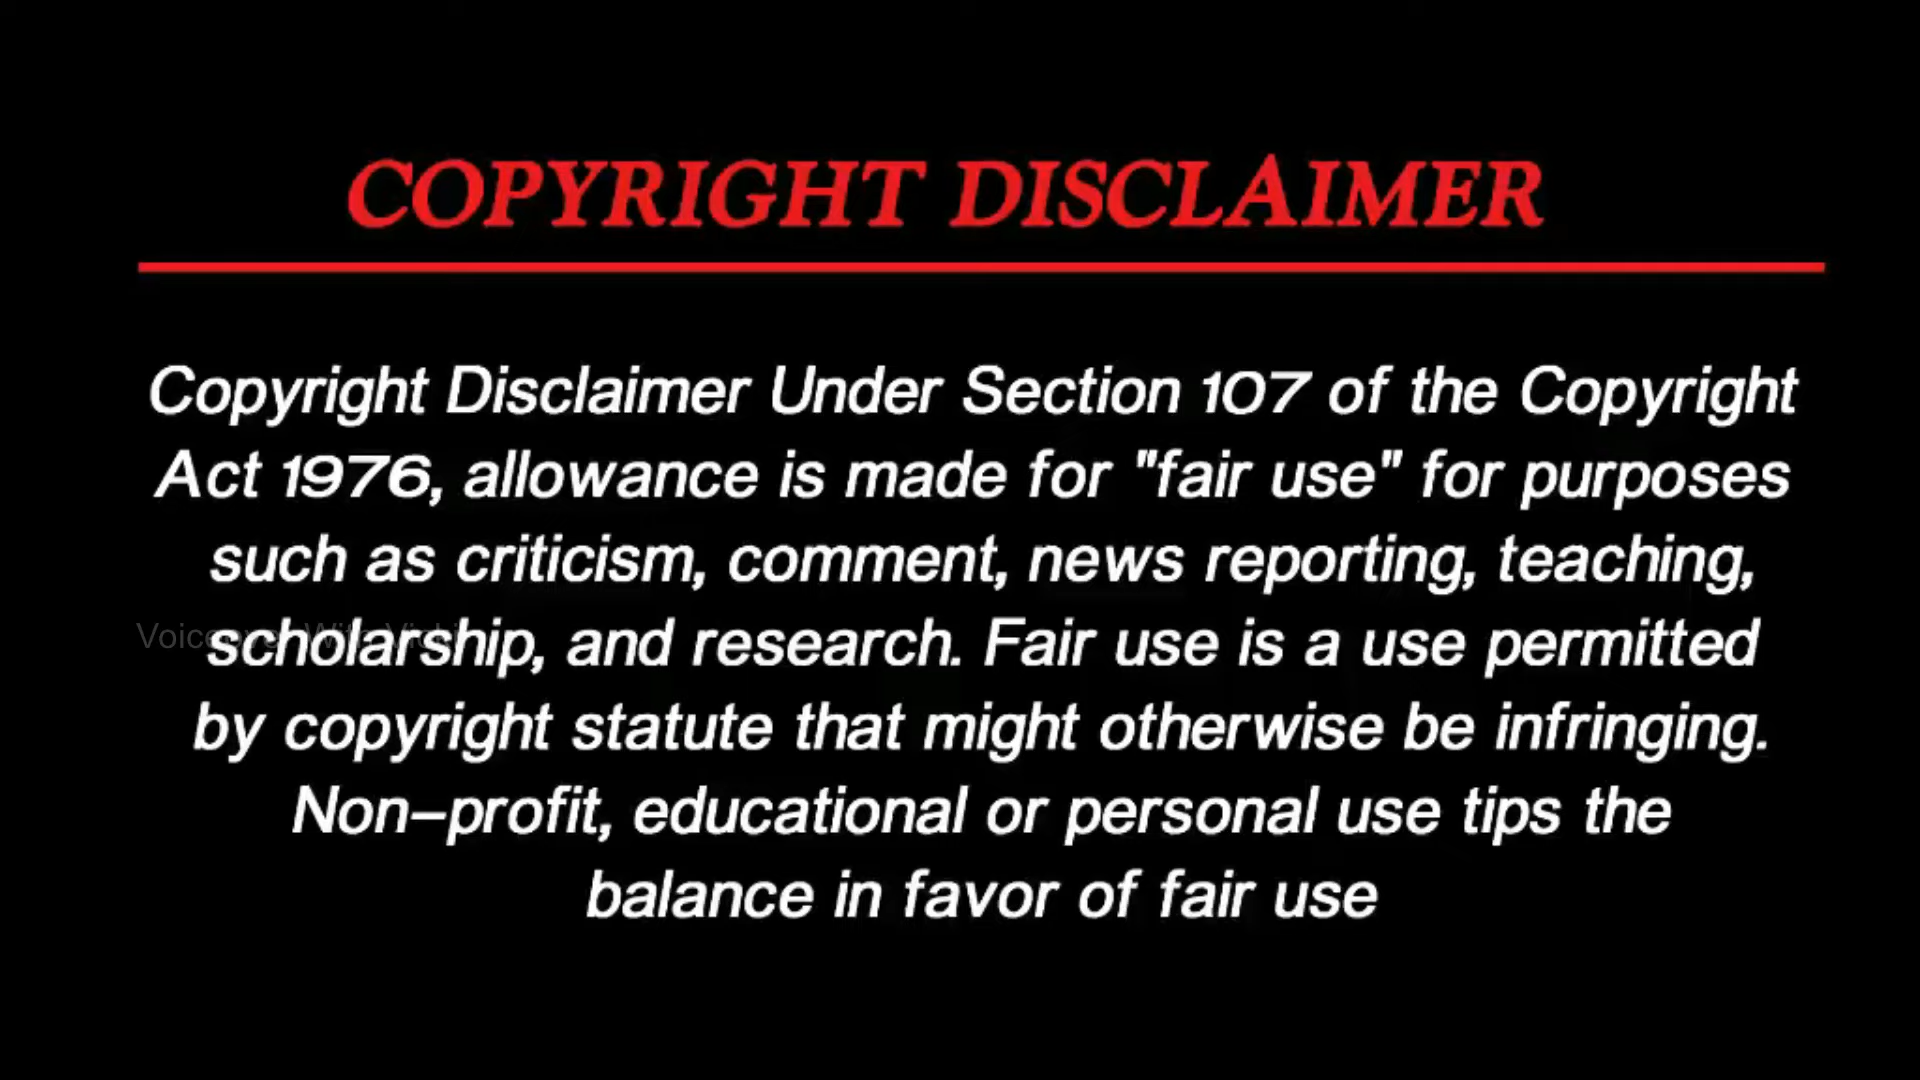 COPYRIGHT DISCLAIMER
Copyright Disclaimer Under Section 107 of the Copyright
Act 1976, allowance is made for "fair use" for purposes
such as criticism, comment, news reporting, teaching,
scholarship, and research. Fair use is a use permitted
by copyright statute that might otherwise be infringing.
Non–profit, educational or personal use tips the
balance in favor of fair use